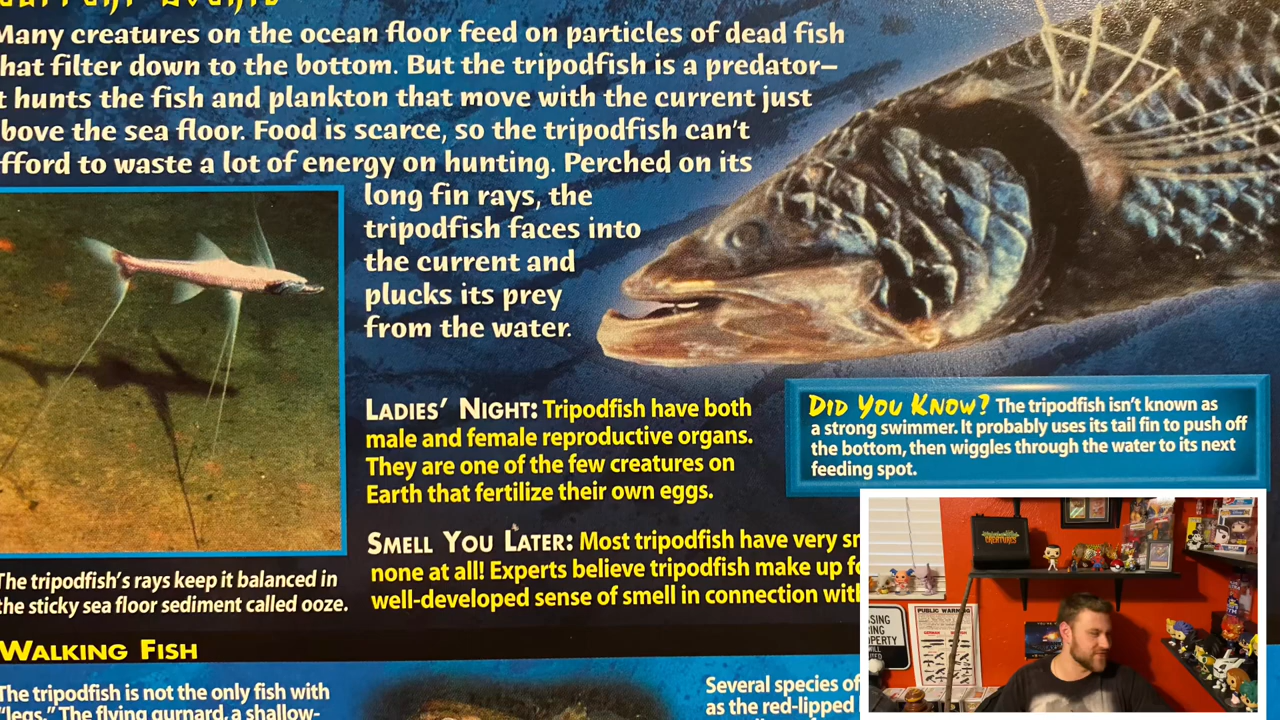 Many creatures on the ocean floor feed on particles of dead fish
hat filter down to the bottom. But the tripodfish is a predator—
t hunts the fish and plankton that move with the current just
bove the sea floor. Food is scarce, so the tripodfish can't
fford to waste a lot of energy on hunting. Perched on its
long fin rays, the
tripodfish faces into
the current and
plucks its prey
from the water.
LADIES' NIGHT: Tripodfish have both
male and female reproductive organs.
They are one of the few creatures on
Earth that fertilize their own eggs.
DID YOU KNOW? The tripodfish isn't known as
a strong swimmer. It probably uses its tail fin to push off
the bottom, then wiggles through the water to its next
feeding spot.
SMELL YOU LATER: Most tripodfish have very
none at all! Experts believe tripodfish make up
well-developed sense of smell in connection
The tripodfish's rays keep it balanced in
the sticky sea floor sediment called ooze.
WALKING FISH
The tripodfish is not the only fish with
"legs." The flying gurnard, a shallow-
Several species of
as the red-lipped
CREATURES
PUBLIC WARNING
GERMAN